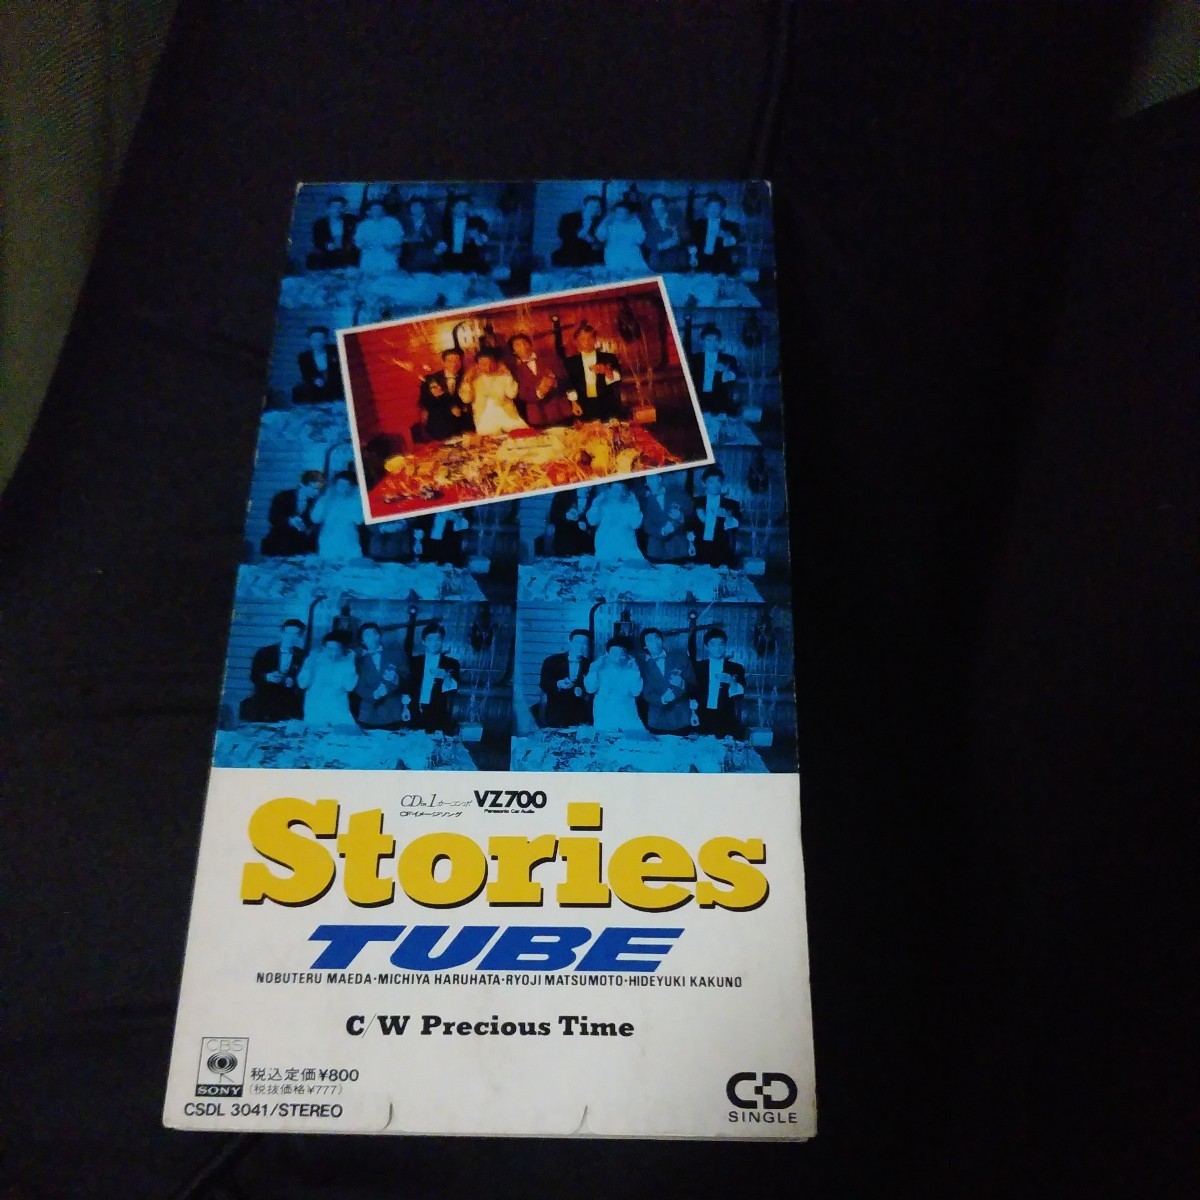 CD in 1 カーコンポ VZ700
Panasonic Car Audio
CFイメージソング
Stories
TUBE
NOBUTERU MAEDA・MICHIYA HARUHATA・RYOJI MATSUMOTO・HIDEYUKI KAKUNO
C/W Precious Time
CBS
SONY
税込定価¥800
(税抜価格¥777)
CSDL 3041/STEREO
CD
SINGLE